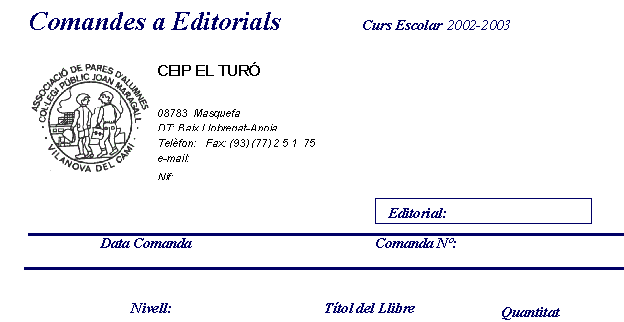 Comandes a Editorials
Curs Escolar 2002-2003
ASSOCIACIÓ DE PARES D'ALUMNES
COL·LEGI PÚBLIC JOAN MARAGALL
VILANOVA DEL CAMÍ
CEIP EL TURÓ
08783 Masquefa
DT: Baix Llobregat-Anoia
Telèfon: Fax: (93) (77) 2 5 1 75
e-mail:
Nif:
Editorial:
Data Comanda
Comanda Nº:
Nivell:
Títol del Llibre
Quantitat